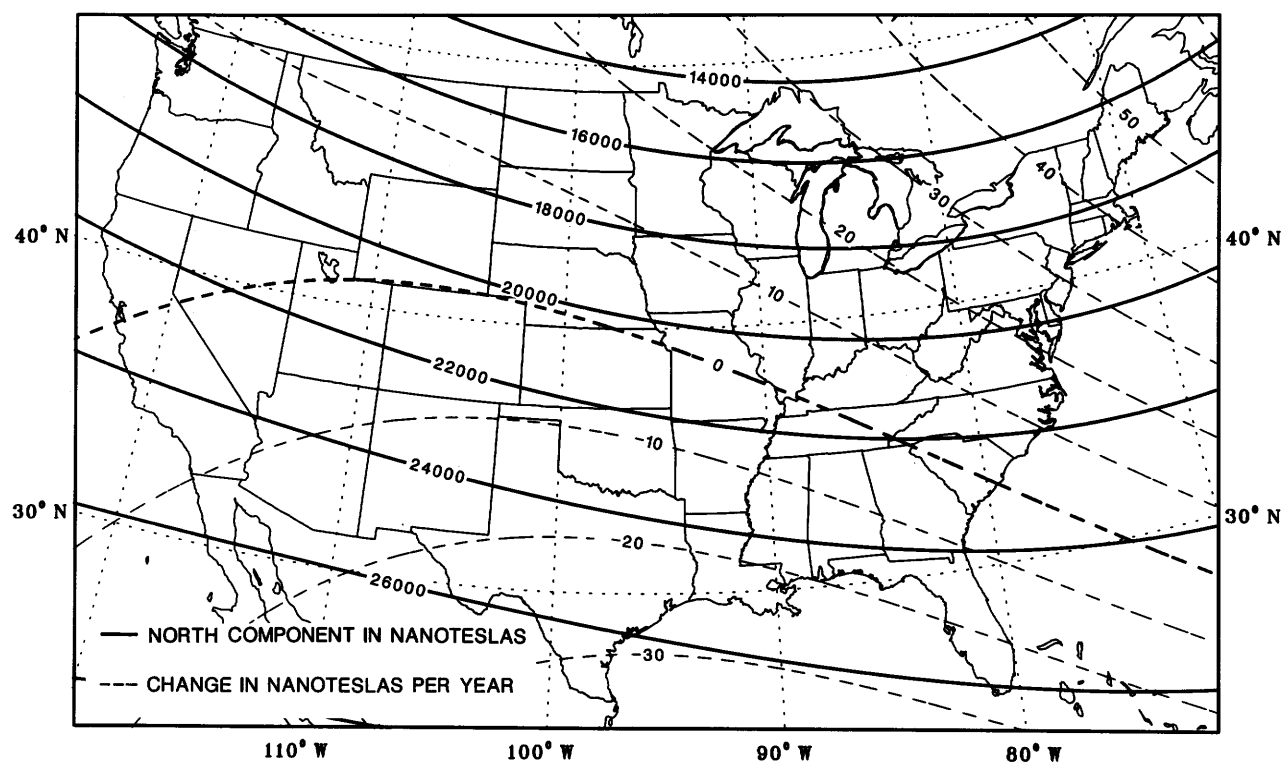 14000
50
16000
40
30
18000
20
40° N
40° N
10
20000
0
22000
-10
24000
30° N
30° N
-20
26000
NORTH COMPONENT IN NANOTESLAS
-30
CHANGE IN NANOTESLAS PER YEAR
110° W
100° W
90° W
80° W